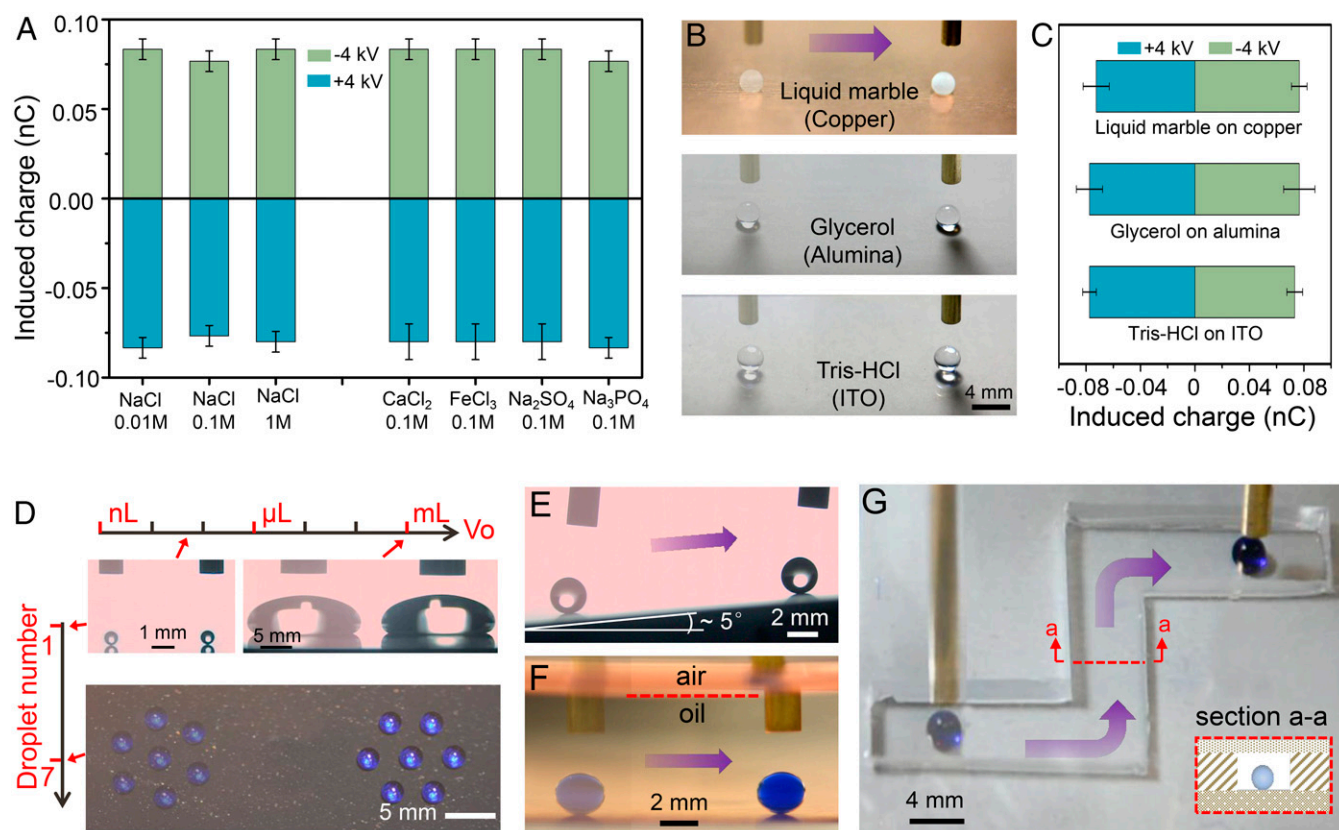 A
0.10
0.05
0.00
-0.05
-0.10
Induced charge (nC)
-4 kV
+4 kV
NaCl
0.01M
NaCl
0.1M
NaCl
1M
CaCl₂
0.1M
FeCl₃
0.1M
Na₂SO₄
0.1M
Na₃PO₄
0.1M
B
Liquid marble
(Copper)
Glycerol
(Alumina)
Tris-HCl
(ITO)
4 mm
C
+4 kV
-4 kV
Liquid marble on copper
Glycerol on alumina
Tris-HCl on ITO
-0.08
-0.04
0
0.04
0.08
Induced charge (nC)
D
nL
µL
mL
Vo
Droplet number
1
7
1 mm
5 mm
5 mm
E
~ 5°
2 mm
F
air
oil
2 mm
G
a
a
section a-a
4 mm